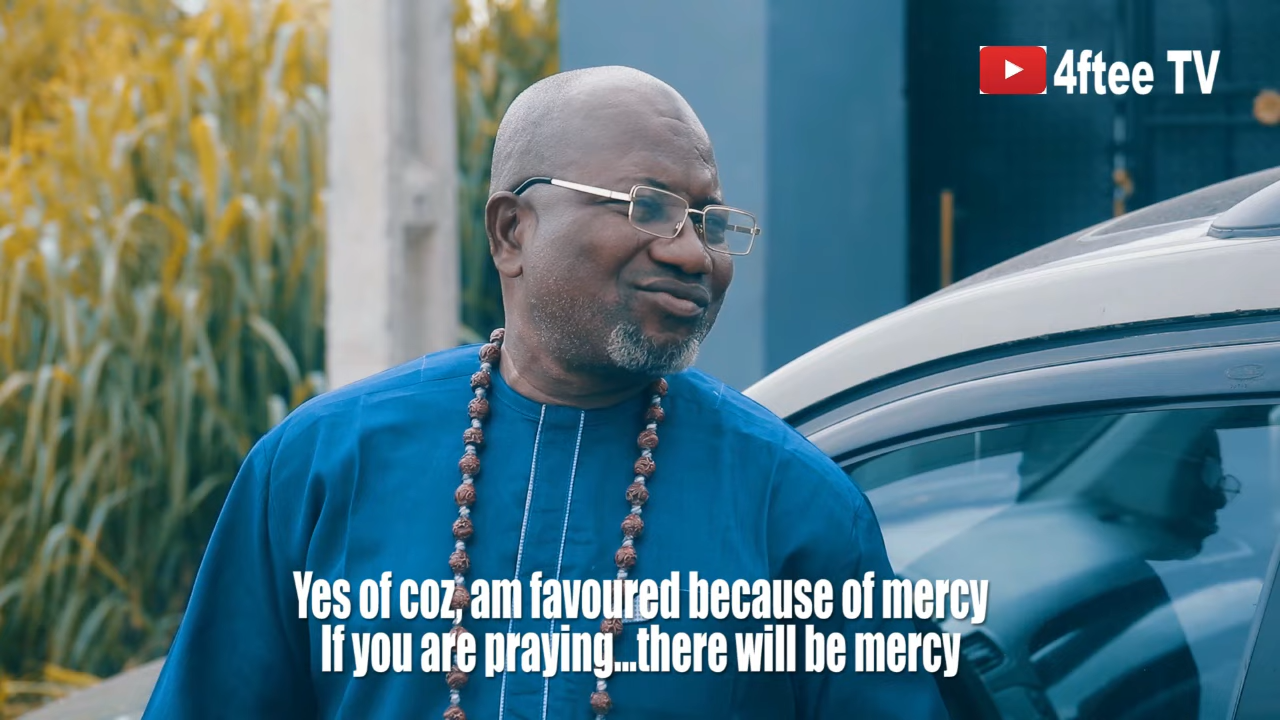 4ftee TV
Yes of coz, am favoured because of mercy
If you are praying...there will be mercy